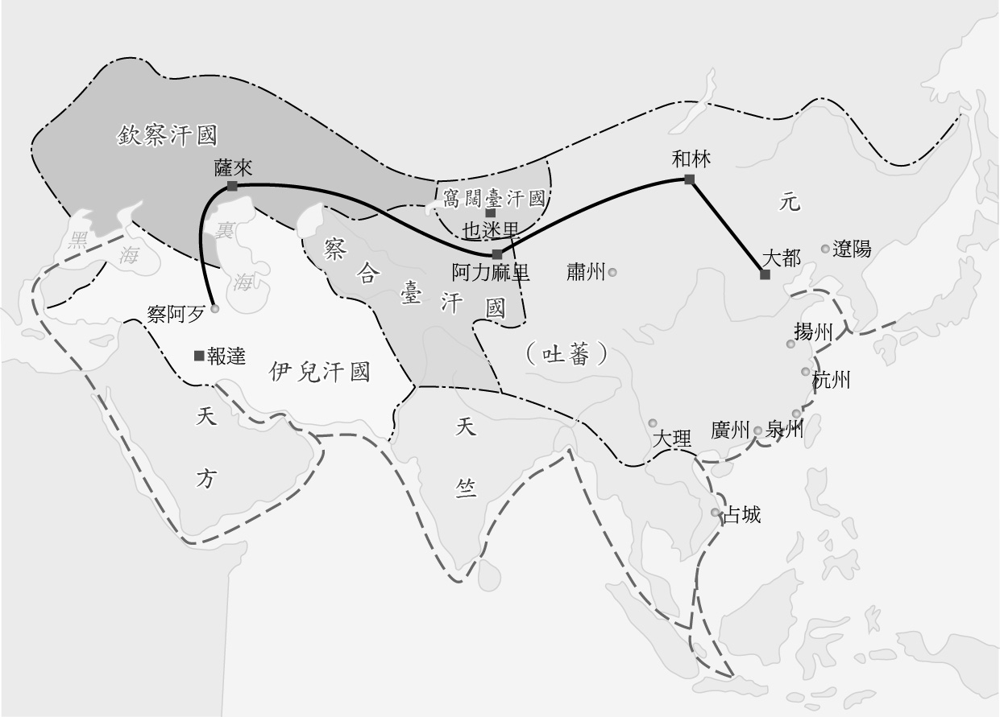 欽察汗國
薩來
和林
窩闊臺汗國
元
也迷里
黑海
裏海
察合臺汗國
遼陽
大都
阿力麻里
肅州
察阿歹
揚州
報達
伊兒汗國
（吐蕃）
杭州
天方
天竺
大理
廣州
泉州
占城